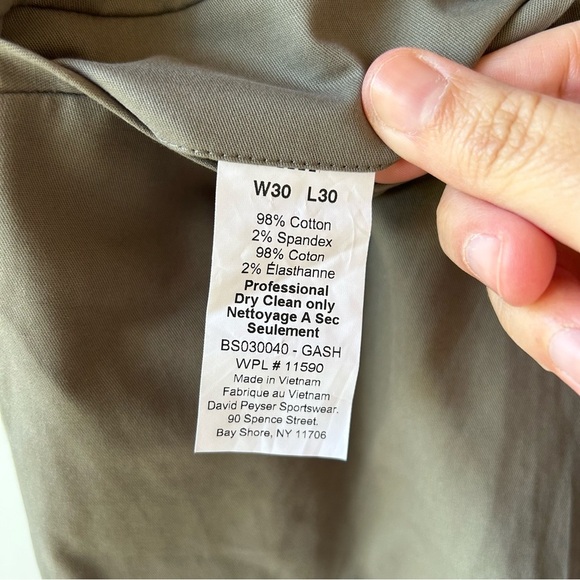 W30 L30
98% Cotton
2% Spandex
98% Coton
2% Élasthanne
Professional
Dry Clean only
Nettoyage A Sec
Seulement
BS030040 - GASH
WPL # 11590
Made in Vietnam
Fabrique au Vietnam
David Peyser Sportswear.
90 Spence Street.
Bay Shore, NY 11706